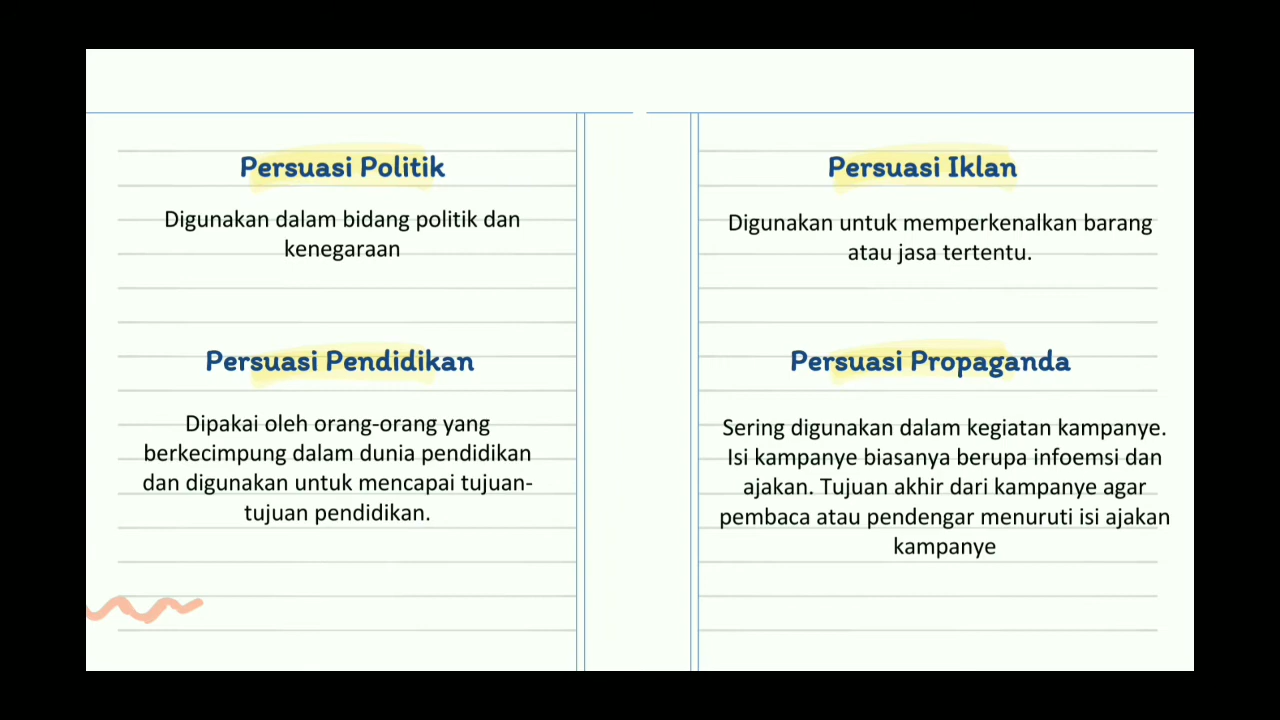 Persuasi Politik
Digunakan dalam bidang politik dan
kenegaraan
Persuasi Pendidikan
Dipakai oleh orang-orang yang
berkecimpung dalam dunia pendidikan
dan digunakan untuk mencapai tujuan-
tujuan pendidikan.
Persuasi Iklan
Digunakan untuk memperkenalkan barang
atau jasa tertentu.
Persuasi Propaganda
Sering digunakan dalam kegiatan kampanye.
Isi kampanye biasanya berupa infoemsi dan
ajakan. Tujuan akhir dari kampanye agar
pembaca atau pendengar menuruti isi ajakan
kampanye